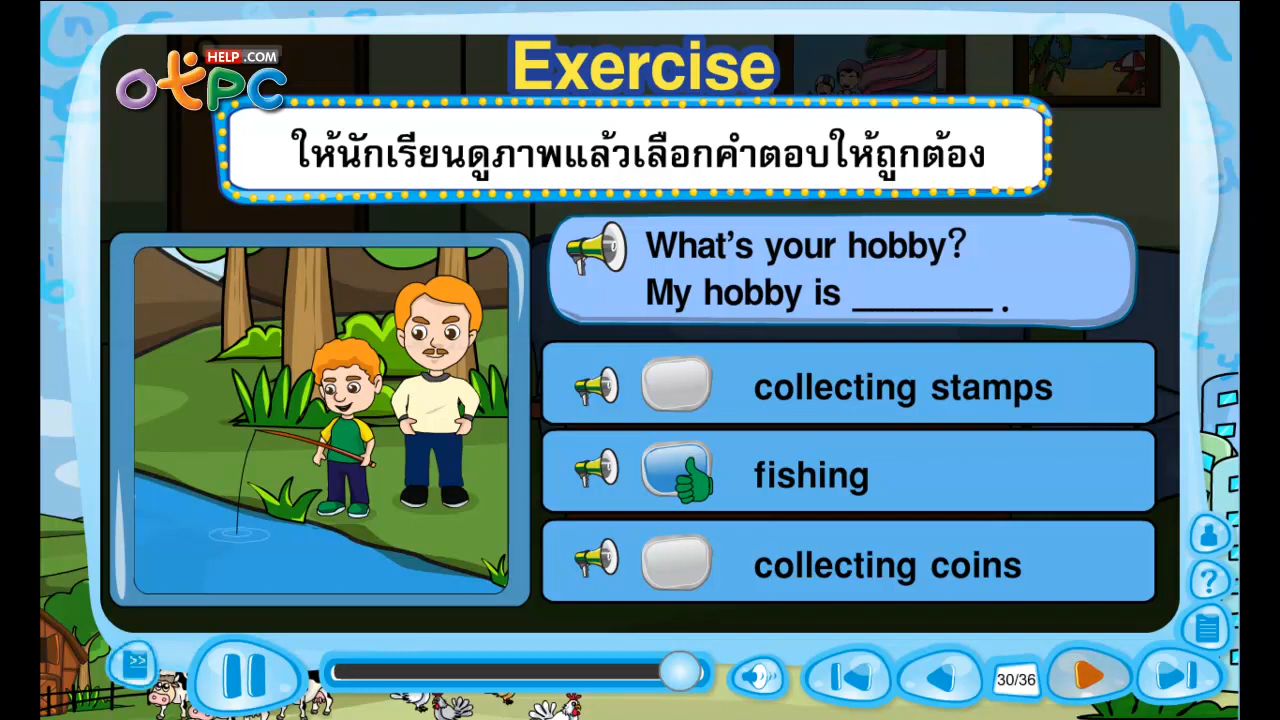 Exercise
HELP .COM
OTPC
ให้นักเรียนดูภาพแล้วเลือกคำตอบให้ถูกต้อง
What's your hobby?
My hobby is _______ .
collecting stamps
fishing
collecting coins
>>
?
30/36